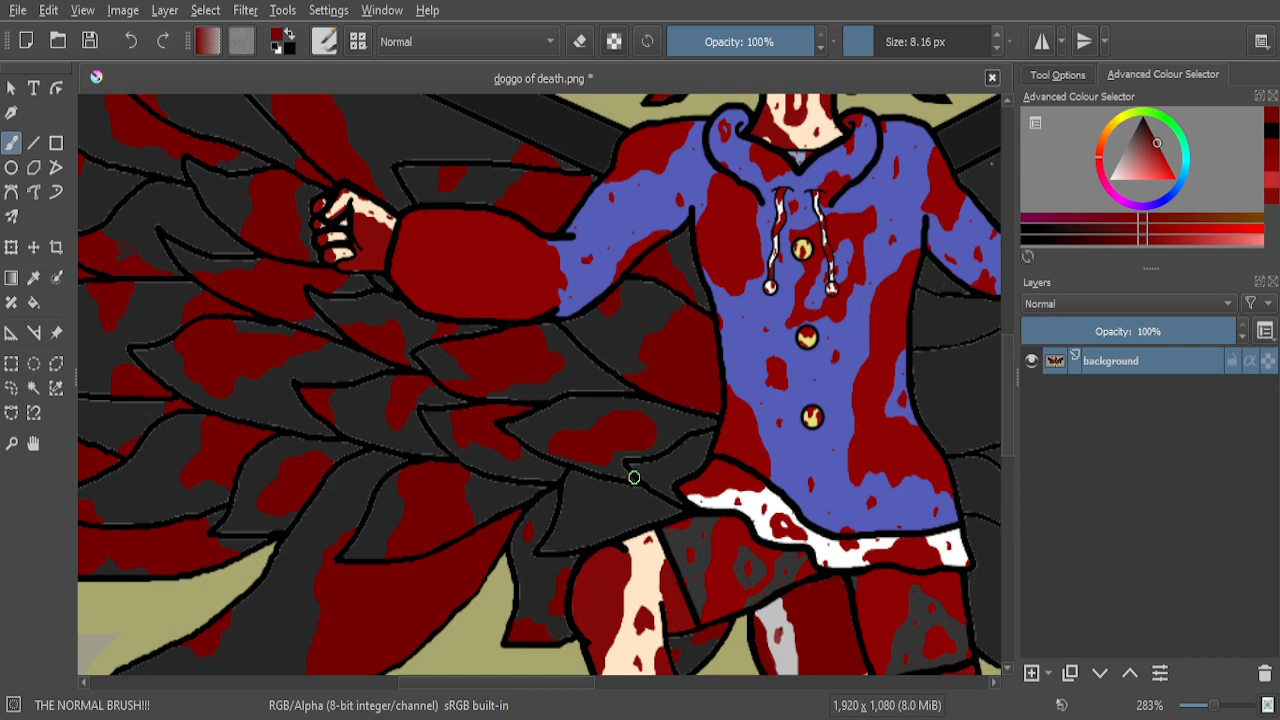 File Edit View Image Layer Select Filter Tools Settings Window Help
Normal Opacity: 100% Size: 8.16 px
doggo of death.png *
Tool Options Advanced Colour Selector
Advanced Colour Selector
Layers
Normal
Opacity: 100%
background
THE NORMAL BRUSH!!! RGB/Alpha (8-bit integer/channel) sRGB built-in 1,920 x 1,080 (8.0 MiB) 283%